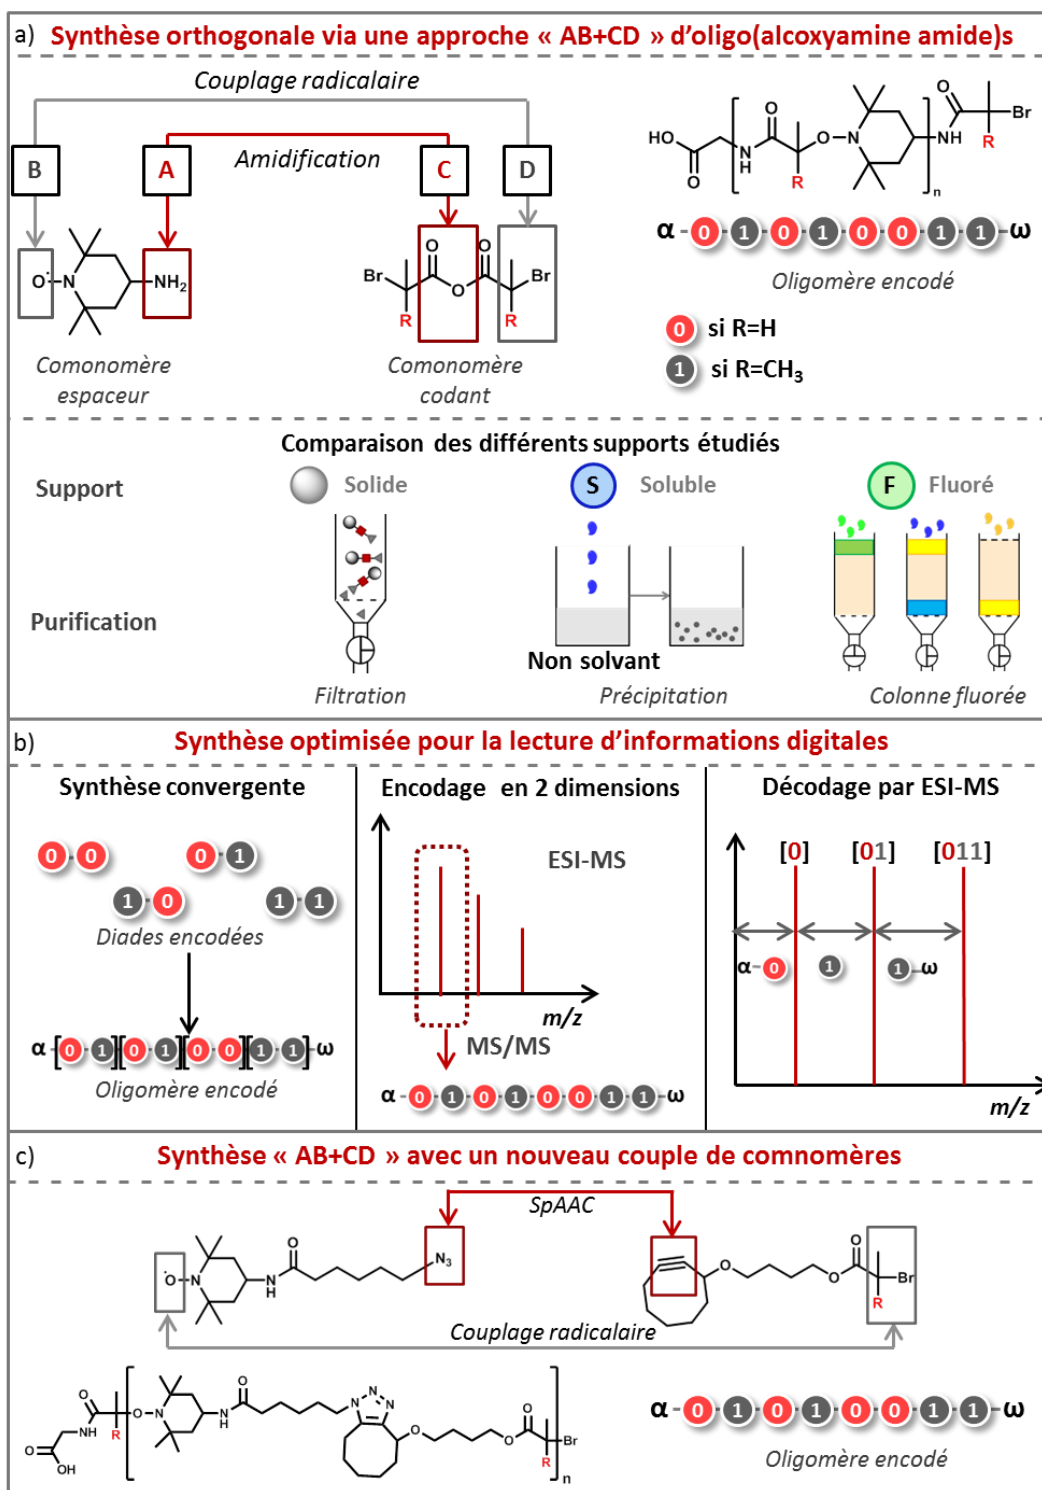 a) Synthèse orthogonale via une approche « AB+CD » d'oligo(alcoxyamine amide)s
Couplage radicalaire
B A Amidification C D
O· N NH2
Br O O Br
O
R R
Comonomère
espaceur
Comonomère
codant
HO O NH O O N NH O Br
R R n
α 0 1 0 1 0 0 1 1 ω
Oligomère encodé
0 si R=H
1 si R=CH3
Comparaison des différents supports étudiés
Support Solide S Soluble F Fluoré
Purification
Non solvant
Filtration Précipitation Colonne fluorée
b) Synthèse optimisée pour la lecture d'informations digitales
Synthèse convergente
0 0 0 1
1 0 1 1
Diades encodées
α [0 1][0 1][0 0][1 1] ω
Oligomère encodé
Encodage en 2 dimensions
ESI-MS
m/z
MS/MS
α 0 1 0 1 0 0 1 1 ω
Décodage par ESI-MS
[0] [01] [011]
α 0 1 1 ω
m/z
c) Synthèse « AB+CD » avec un nouveau couple de comnomères
SpAAC
·O N N H O N3
O O O Br
R
Couplage radicalaire
O OH NH O R O N N H O N N N O O O R Br n
α 0 1 0 1 0 0 1 1 ω
Oligomère encodé